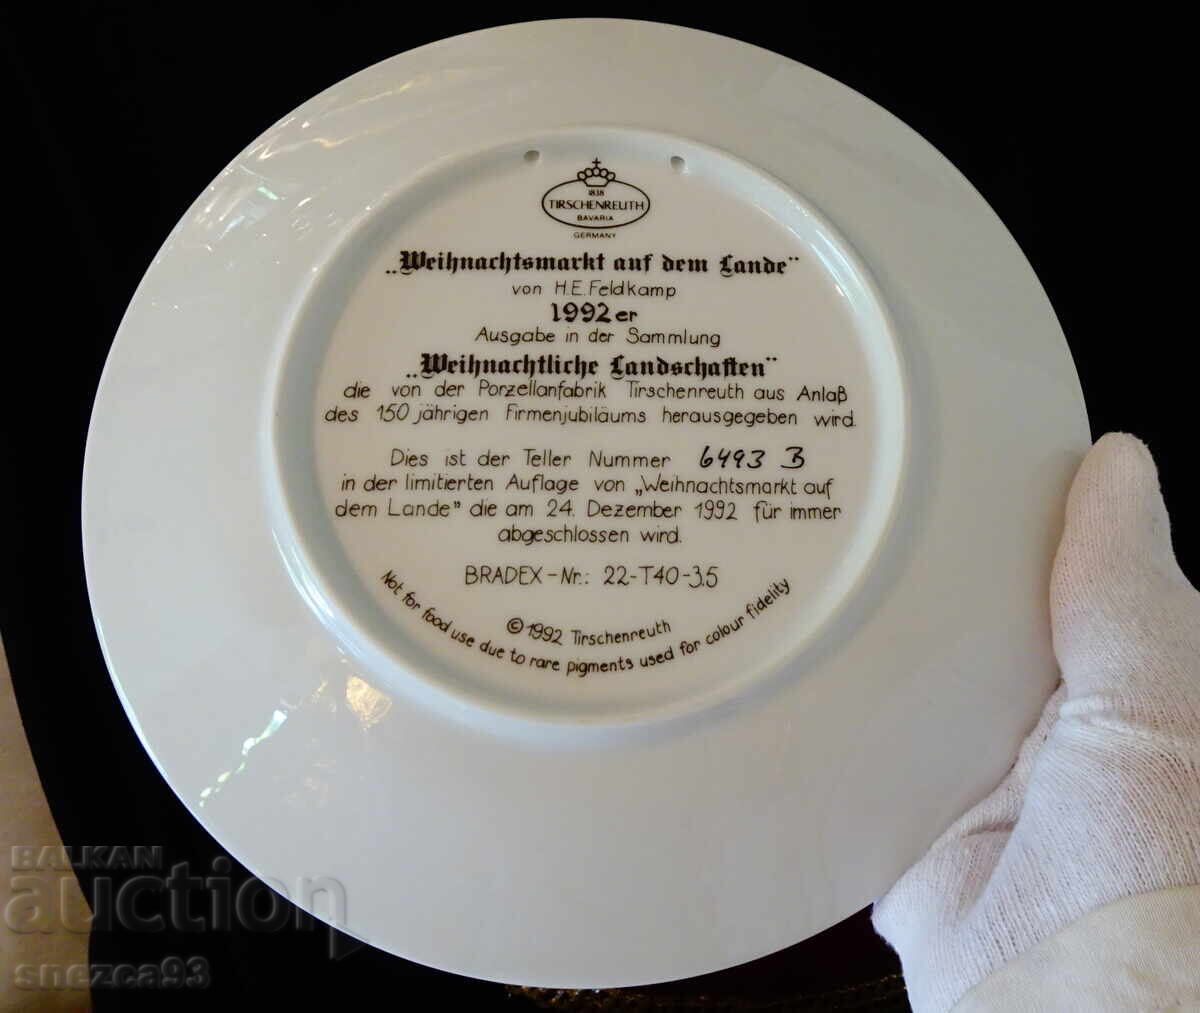 1838
TIRSCHENREUTH
BAVARIA
GERMANY
„Weihnachtsmarkt auf dem Lande"
von H.E. Feldkamp
1992er
Ausgabe in der Sammlung
„Weihnachtliche Landschaften"
die von der Porzellanfabrik Tirschenreuth aus Anlaß
des 150 jährigen Firmenjubiläums herausgegeben wird.
Dies ist der Teller Nummer 6493 B
in der limitierten Auflage von „Weihnachtsmarkt auf
dem Lande" die am 24. Dezember 1992 für immer
abgeschlossen wird.
BRADEX-Nr.: 22-T40-3.5
© 1992 Tirschenreuth
Not for food use due to rare pigments used for colour fidelity
BALKAN
auction
snezca93